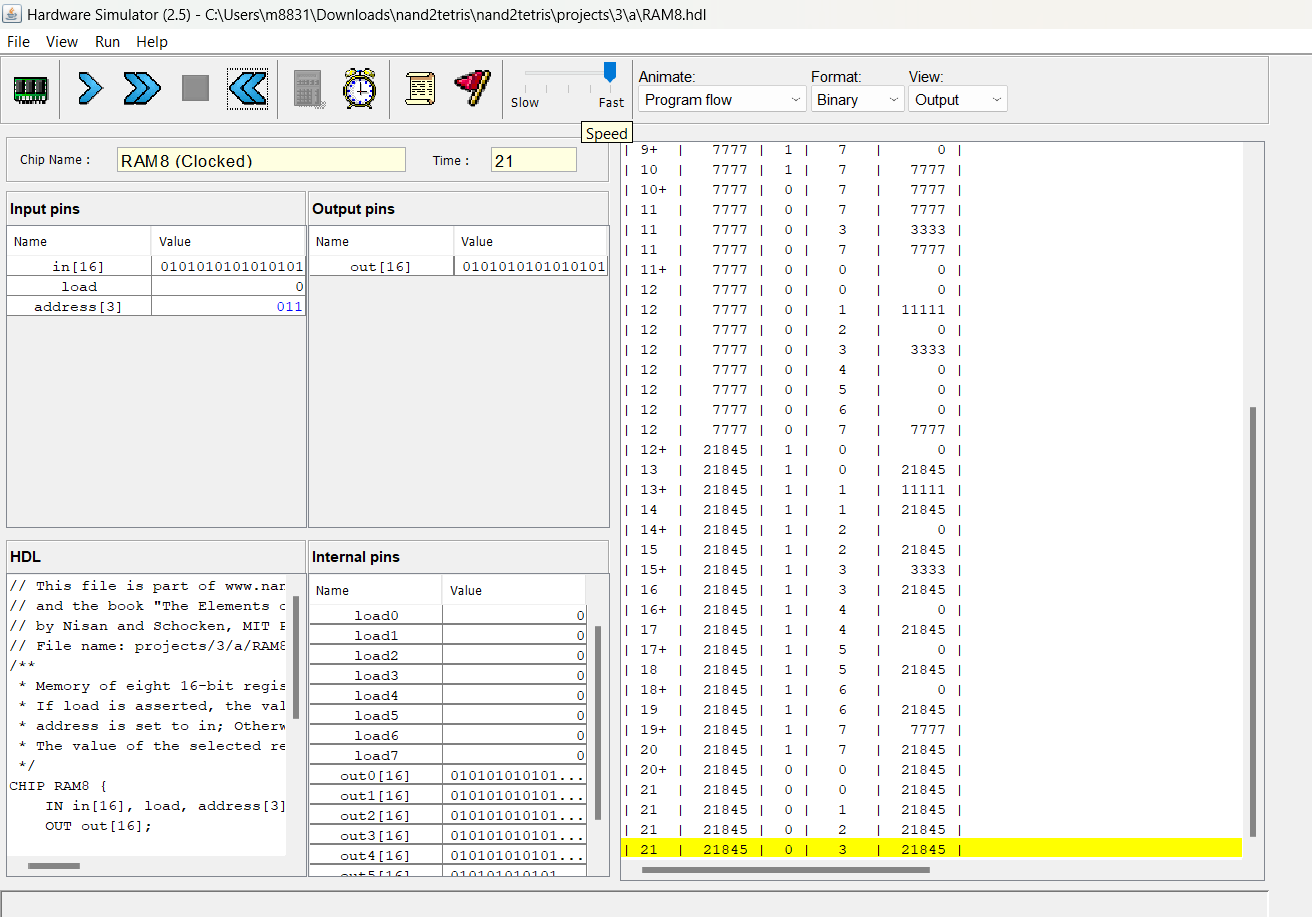 Hardware Simulator (2.5) - C:\Users\m8831\Downloads\nand2tetris\nand2tetris\projects\3\a\RAM8.hdl
File View Run Help
Slow Fast
Animate: Format: View:
Program flow Binary Output
Speed
Chip Name : RAM8 (Clocked) Time : 21
Input pins
Name Value
in[16] 0101010101010101
load 0
address[3] 011
Output pins
Name Value
out[16] 0101010101010101
HDL
// This file is part of www.nan
// and the book "The Elements o
// by Nisan and Schocken, MIT P
// File name: projects/3/a/RAM8
/**
* Memory of eight 16-bit regis
* If load is asserted, the val
* address is set to in; Otherw
* The value of the selected re
*/
CHIP RAM8 {
IN in[16], load, address[3]
OUT out[16];
Internal pins
Name Value
load0 0
load1 0
load2 0
load3 0
load4 0
load5 0
load6 0
load7 0
out0[16] 010101010101...
out1[16] 010101010101...
out2[16] 010101010101...
out3[16] 010101010101...
out4[16] 010101010101...
out5[16] 010101010101...
| 9+ | 7777 | 1 | 7 | 0 |
| 10 | 7777 | 1 | 7 | 7777 |
| 10+ | 7777 | 0 | 7 | 7777 |
| 11 | 7777 | 0 | 7 | 7777 |
| 11 | 7777 | 0 | 3 | 3333 |
| 11 | 7777 | 0 | 7 | 7777 |
| 11+ | 7777 | 0 | 0 | 0 |
| 12 | 7777 | 0 | 0 | 0 |
| 12 | 7777 | 0 | 1 | 11111 |
| 12 | 7777 | 0 | 2 | 0 |
| 12 | 7777 | 0 | 3 | 3333 |
| 12 | 7777 | 0 | 4 | 0 |
| 12 | 7777 | 0 | 5 | 0 |
| 12 | 7777 | 0 | 6 | 0 |
| 12 | 7777 | 0 | 7 | 7777 |
| 12+ | 21845 | 1 | 0 | 0 |
| 13 | 21845 | 1 | 0 | 21845 |
| 13+ | 21845 | 1 | 1 | 11111 |
| 14 | 21845 | 1 | 1 | 21845 |
| 14+ | 21845 | 1 | 2 | 0 |
| 15 | 21845 | 1 | 2 | 21845 |
| 15+ | 21845 | 1 | 3 | 3333 |
| 16 | 21845 | 1 | 3 | 21845 |
| 16+ | 21845 | 1 | 4 | 0 |
| 17 | 21845 | 1 | 4 | 21845 |
| 17+ | 21845 | 1 | 5 | 0 |
| 18 | 21845 | 1 | 5 | 21845 |
| 18+ | 21845 | 1 | 6 | 0 |
| 19 | 21845 | 1 | 6 | 21845 |
| 19+ | 21845 | 1 | 7 | 7777 |
| 20 | 21845 | 1 | 7 | 21845 |
| 20+ | 21845 | 0 | 0 | 21845 |
| 21 | 21845 | 0 | 0 | 21845 |
| 21 | 21845 | 0 | 1 | 21845 |
| 21 | 21845 | 0 | 2 | 21845 |
| 21 | 21845 | 0 | 3 | 21845 |